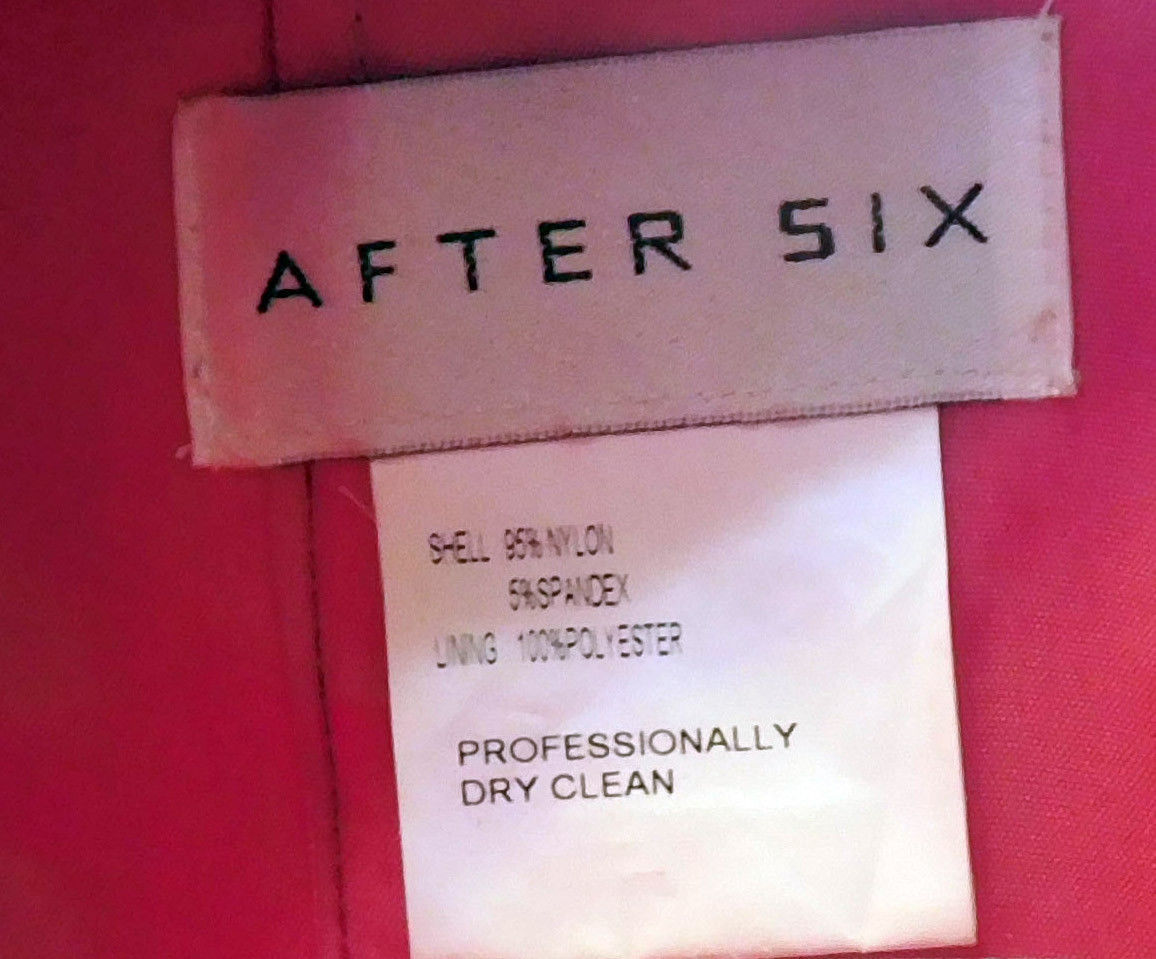 AFTER SIX
SHELL 95% NYLON
5%SPANDEX
LINING 100%POLYESTER
PROFESSIONALLY
DRY CLEAN